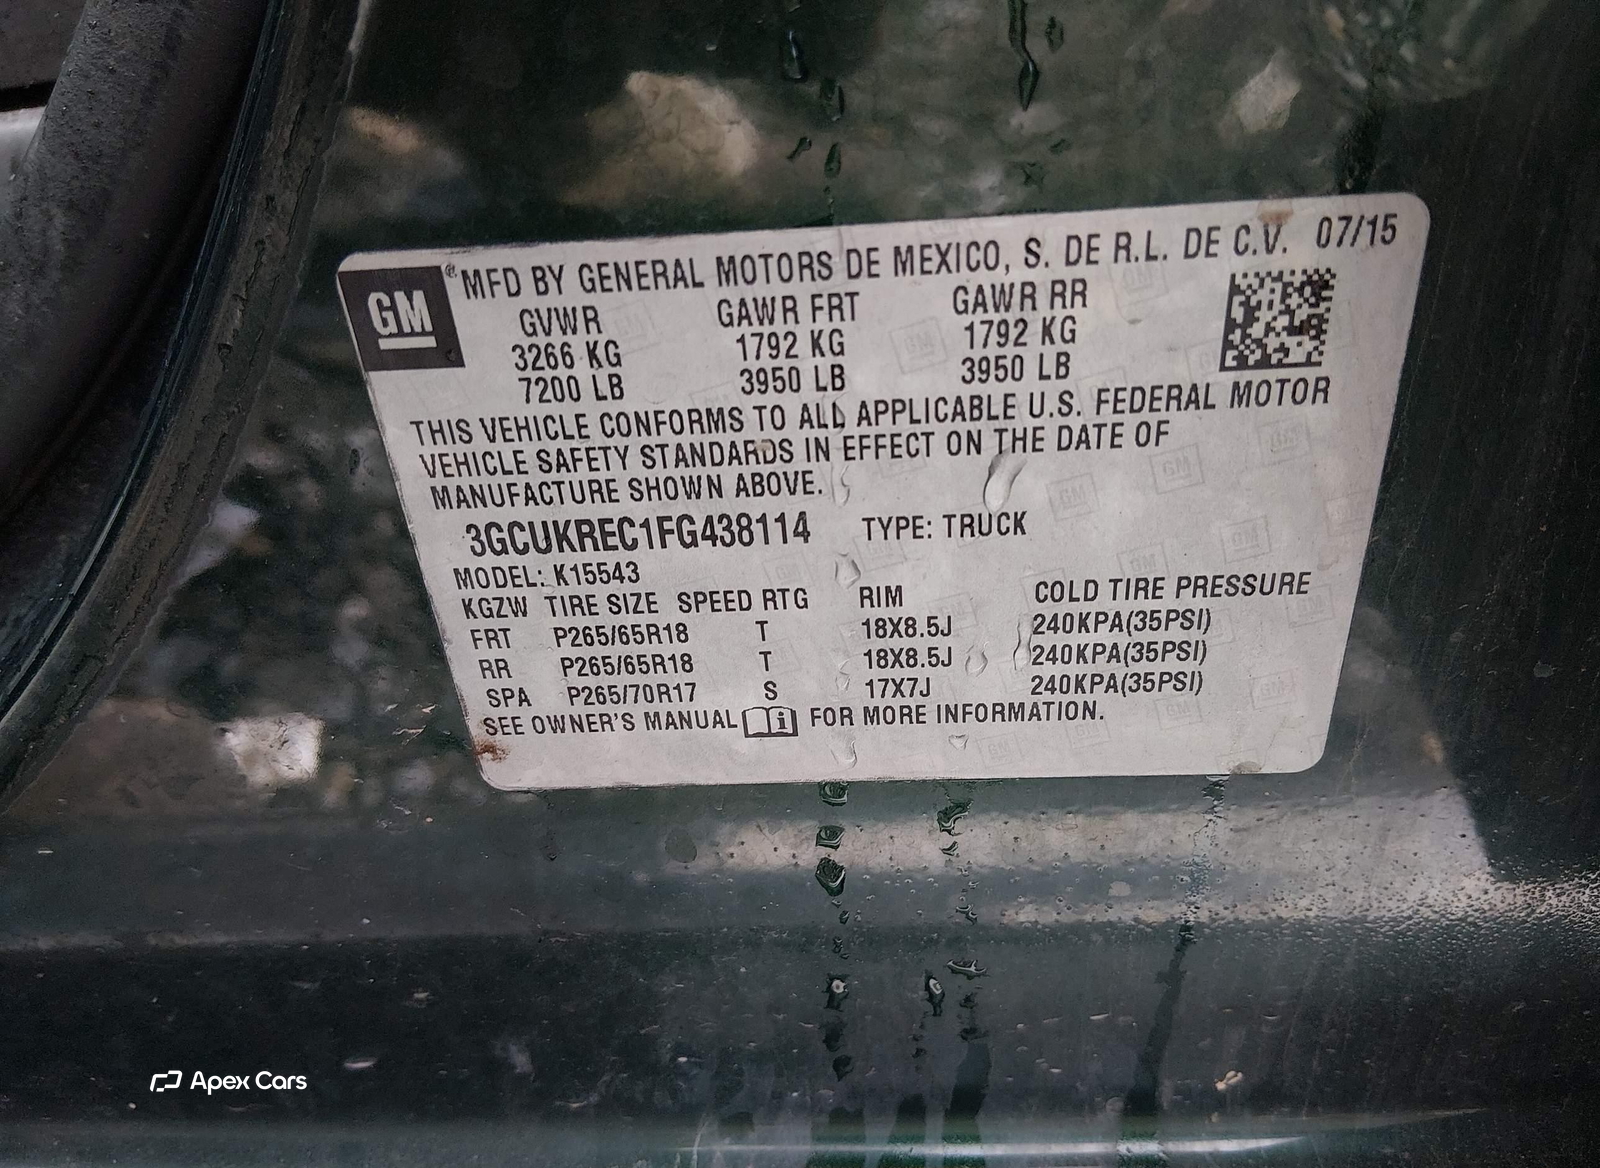 GM ® MFD BY GENERAL MOTORS DE MEXICO, S. DE R.L. DE C.V. 07/15
GVWR GAWR FRT GAWR RR
3266 KG 1792 KG 1792 KG
7200 LB 3950 LB 3950 LB
THIS VEHICLE CONFORMS TO ALL APPLICABLE U.S. FEDERAL MOTOR
VEHICLE SAFETY STANDARDS IN EFFECT ON THE DATE OF
MANUFACTURE SHOWN ABOVE.
3GCUKREC1FG438114 TYPE: TRUCK
MODEL: K15543
KGZW TIRE SIZE SPEED RTG RIM COLD TIRE PRESSURE
FRT P265/65R18 T 18X8.5J 240KPA(35PSI)
RR P265/65R18 T 18X8.5J 240KPA(35PSI)
SPA P265/70R17 S 17X7J 240KPA(35PSI)
SEE OWNER'S MANUAL i FOR MORE INFORMATION.
Apex Cars